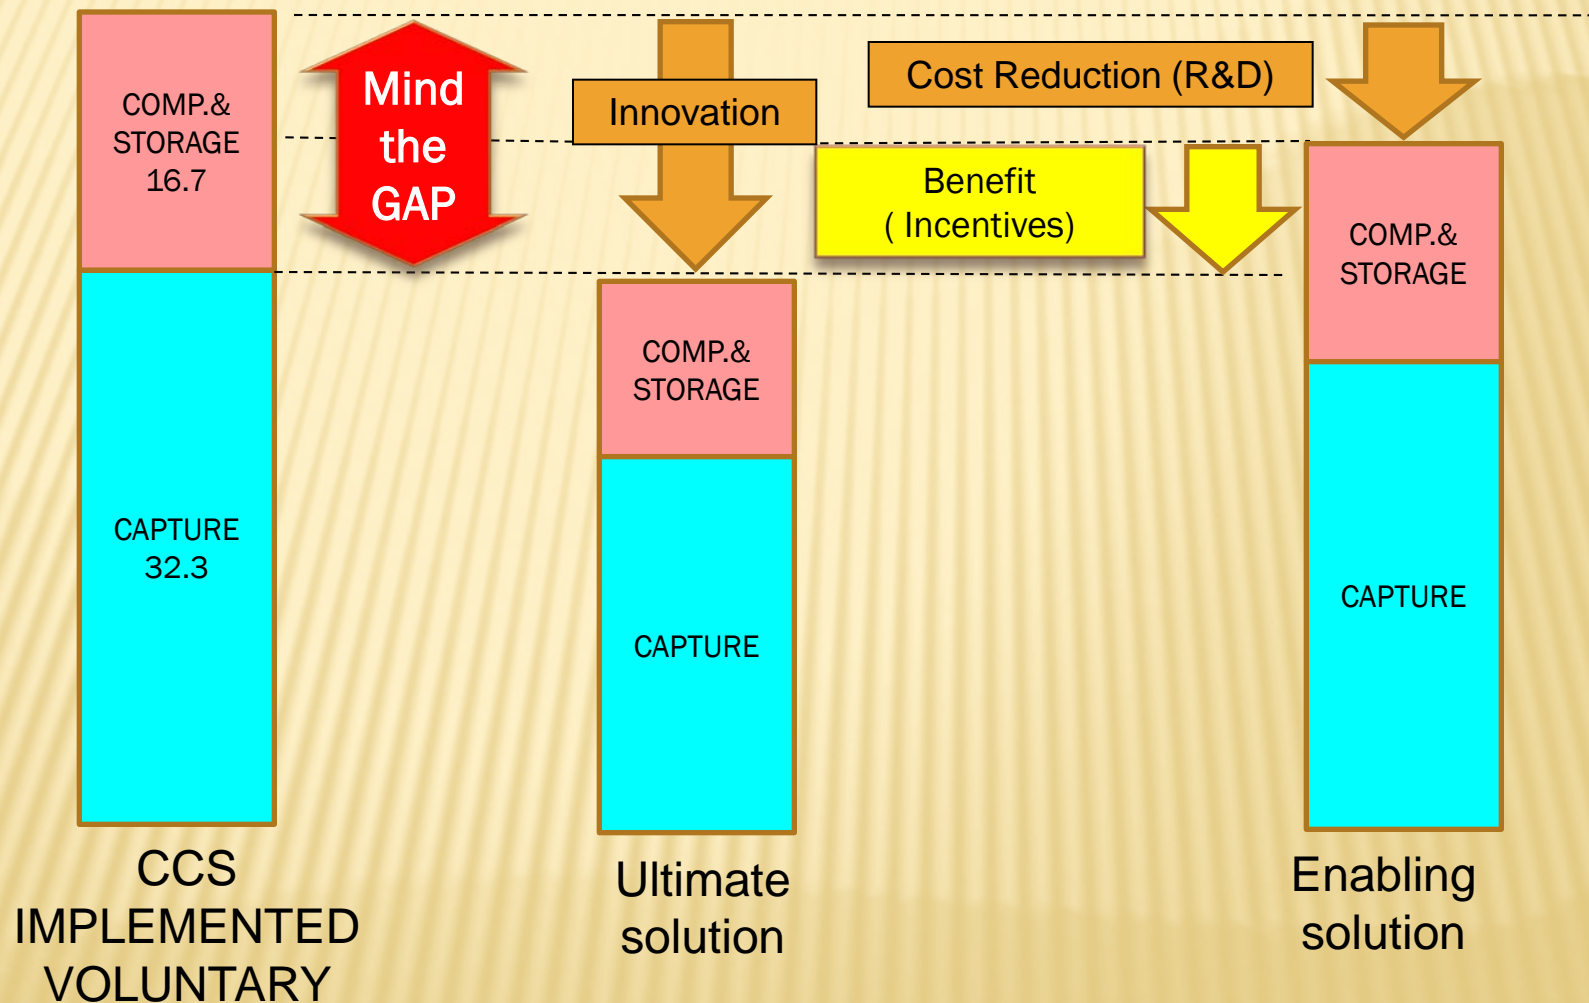 COMP.&
STORAGE
16.7
CAPTURE
32.3
CCS
IMPLEMENTED
VOLUNTARY
Mind
the
GAP
Innovation
COMP.&
STORAGE
CAPTURE
Ultimate
solution
Cost Reduction (R&D)
Benefit
( Incentives)
COMP.&
STORAGE
CAPTURE
Enabling
solution